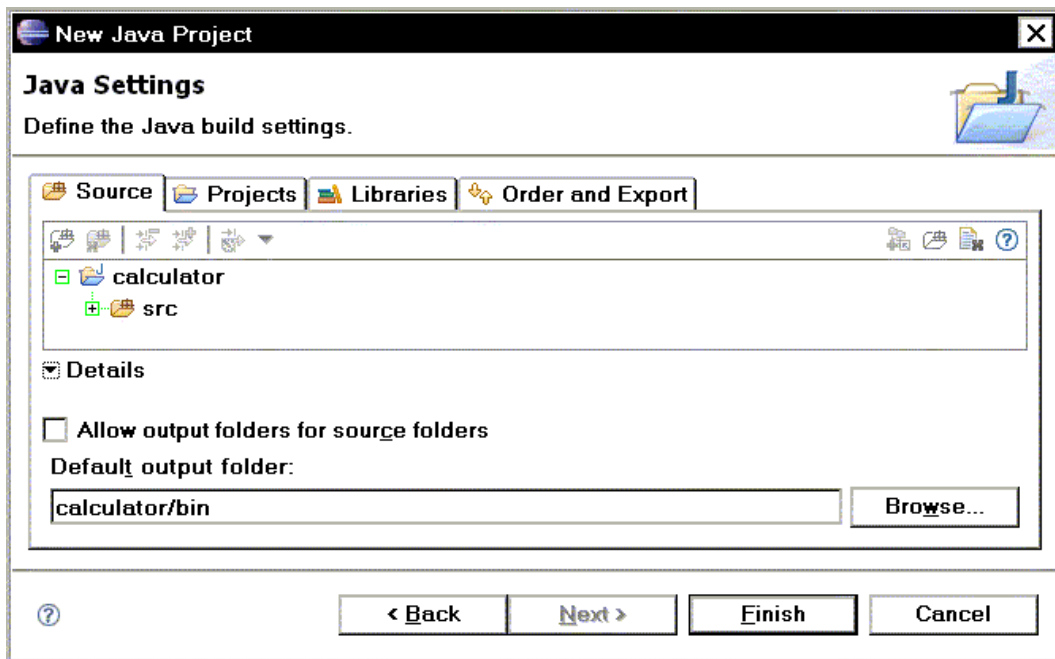 New Java Project
Java Settings
Define the Java build settings.
Source Projects Libraries Order and Export
calculator
src
Details
Allow output folders for source folders
Default output folder:
calculator/bin Browse...
< Back Next > Finish Cancel